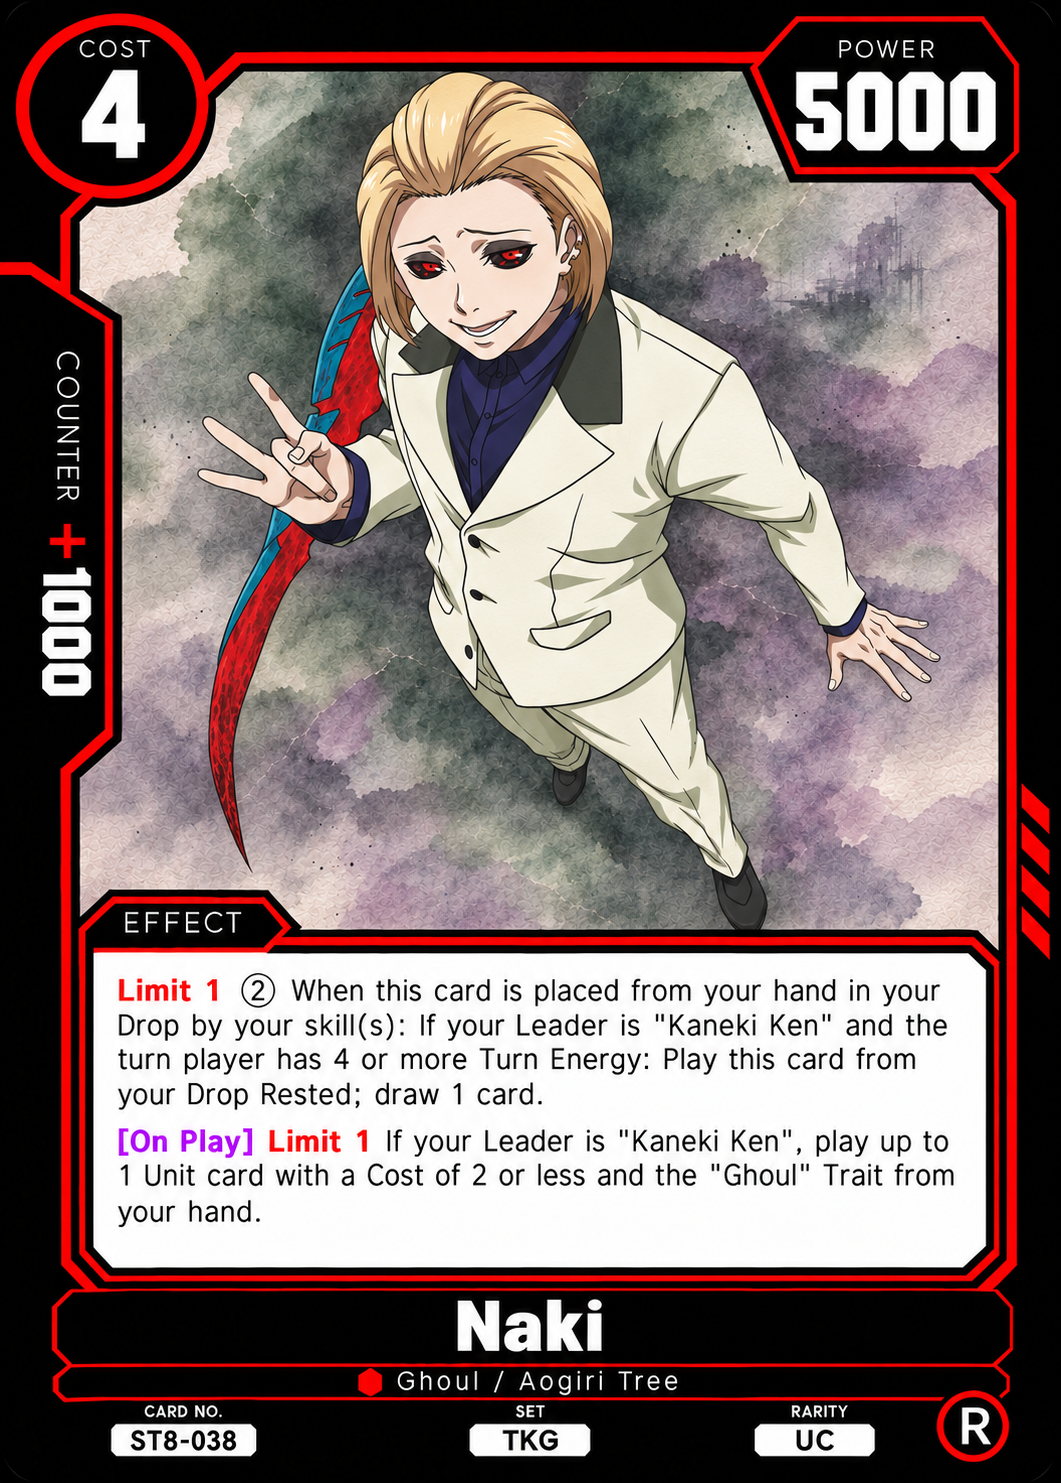 COST
4
POWER
5000
COUNTER +1000
EFFECT
Limit 1 ② When this card is placed from your hand in your
Drop by your skill(s): If your Leader is "Kaneki Ken" and the
turn player has 4 or more Turn Energy: Play this card from
your Drop Rested; draw 1 card.
[On Play] Limit 1 If your Leader is "Kaneki Ken", play up to
1 Unit card with a Cost of 2 or less and the "Ghoul" Trait from
your hand.
Naki
Ghoul / Aogiri Tree
CARD NO.
ST8-038
SET
TKG
RARITY
UC
R